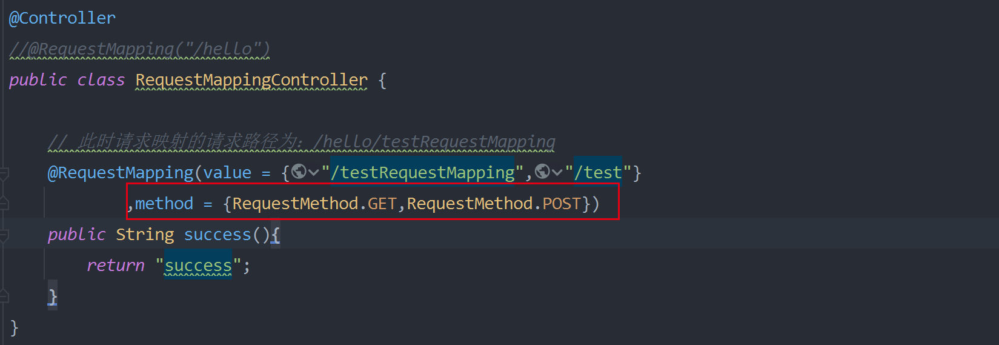 @Controller
//@RequestMapping("/hello")
public class RequestMappingController {
// 此时请求映射的请求路径为：/hello/testRequestMapping
@RequestMapping(value = {"/testRequestMapping","/test"}
,method = {RequestMethod.GET,RequestMethod.POST})
public String success(){
return "success";
}
}